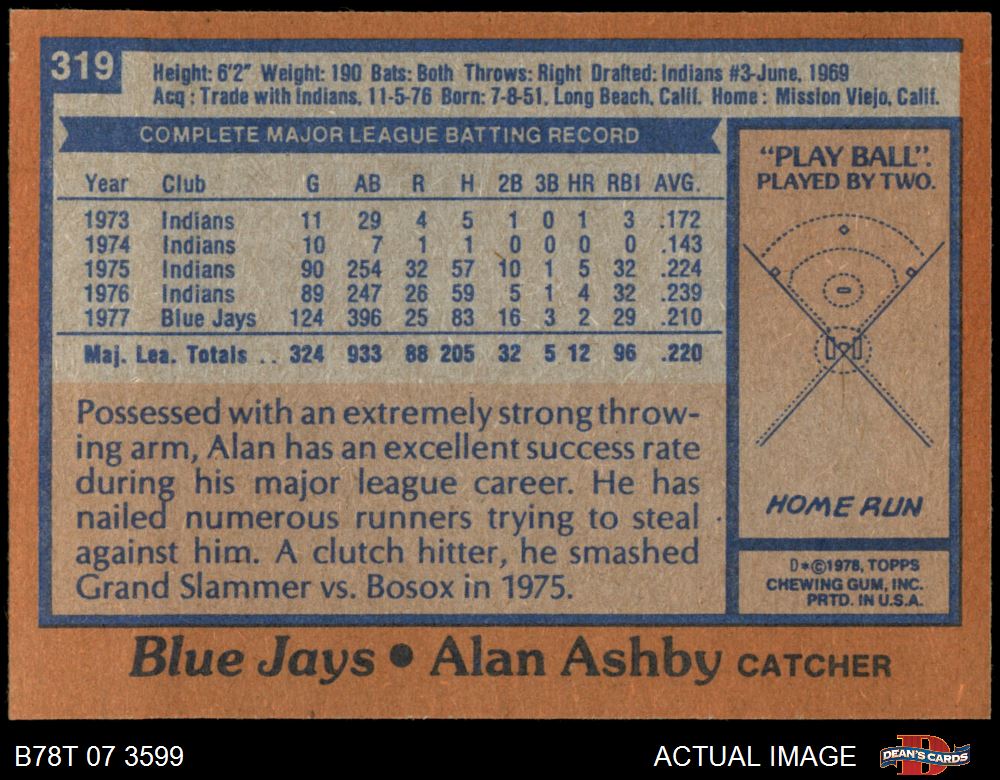 319
Height: 6'2" Weight: 190 Bats: Both Throws: Right Drafted: Indians #3-June, 1969
Acq : Trade with Indians, 11-5-76 Born: 7-8-51, Long Beach, Calif. Home : Mission Viejo, Calif.
COMPLETE MAJOR LEAGUE BATTING RECORD
Year Club G AB R H 2B 3B HR RBI AVG.
1973 Indians 11 29 4 5 1 0 1 3 .172
1974 Indians 10 7 1 1 0 0 0 0 .143
1975 Indians 90 254 32 57 10 1 5 32 .224
1976 Indians 89 247 26 59 5 1 4 32 .239
1977 Blue Jays 124 396 25 83 16 3 2 29 .210
Maj. Lea. Totals .. 324 933 88 205 32 5 12 96 .220
Possessed with an extremely strong throw-
ing arm, Alan has an excellent success rate
during his major league career. He has
nailed numerous runners trying to steal
against him. A clutch hitter, he smashed
Grand Slammer vs. Bosox in 1975.
"PLAY BALL".
PLAYED BY TWO.
HOME RUN
D*©1978, TOPPS
CHEWING GUM, INC.
PRTD. IN U.S.A.
Blue Jays • Alan Ashby CATCHER
B78T 07 3599
ACTUAL IMAGE
D
DEAN'S CARDS